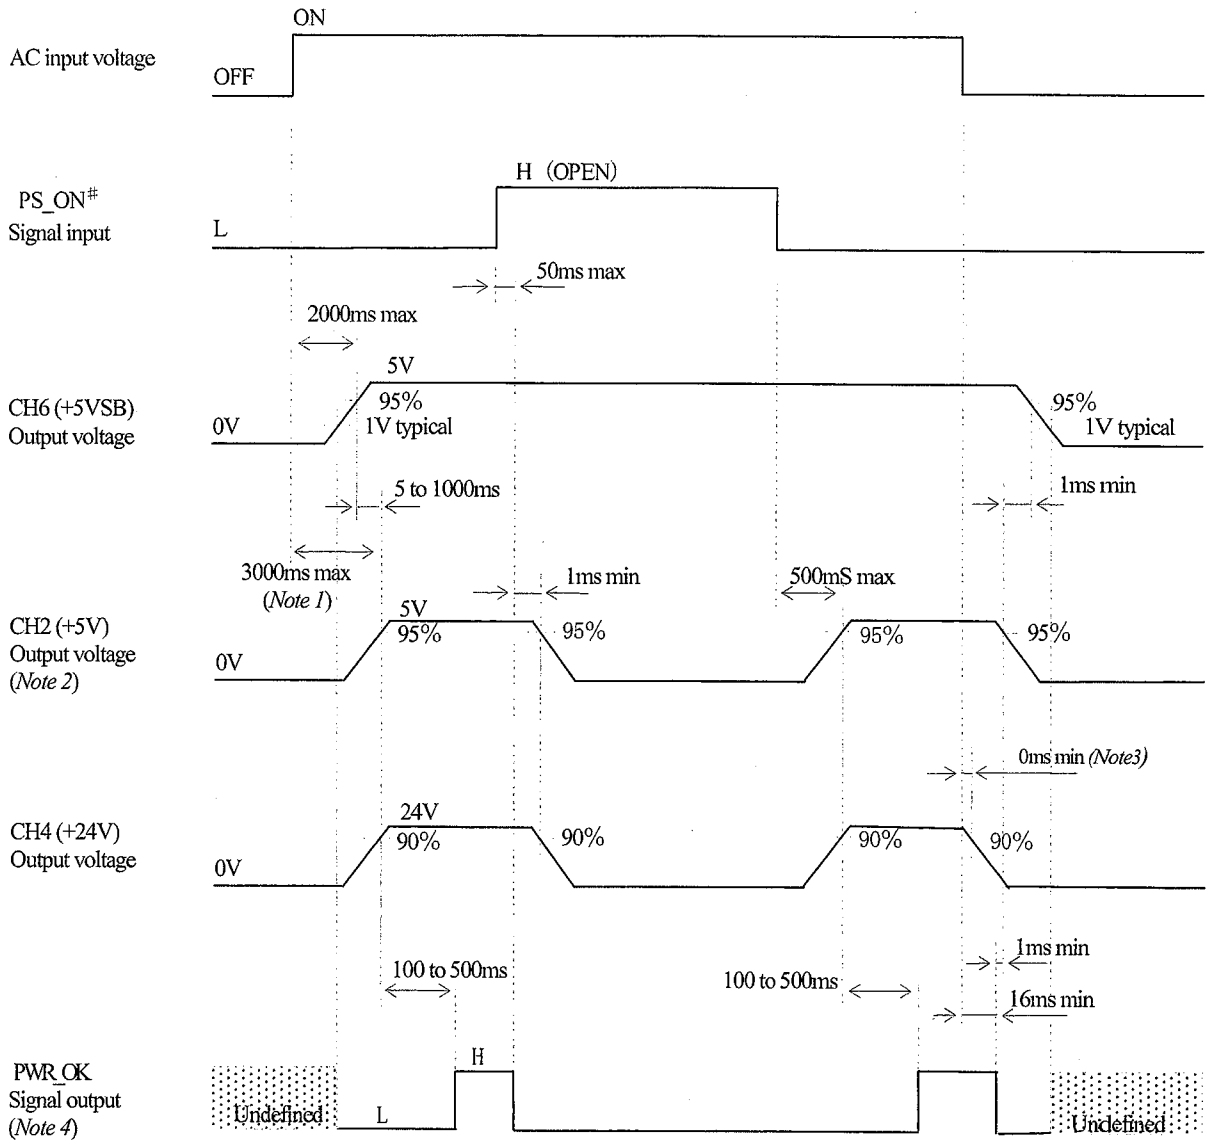 ON
AC input voltage
OFF
H (OPEN)
PS_ON#
Signal input
L
50ms max
2000ms max
5V
95%
95%
CH6 (+5VSB)
Output voltage
0V
1V typical
1V typical
5 to 1000ms
1ms min
3000ms max
(Note 1)
1ms min
500mS max
5V
CH2 (+5V)
95%
95%
95%
95%
Output voltage
0V
(Note 2)
0ms min (Note3)
24V
CH4 (+24V)
90%
90%
90%
90%
Output voltage
0V
1ms min
100 to 500ms
100 to 500ms
16ms min
H
PWR_OK
Signal output
(Note 4)
Undefined
L
Undefined